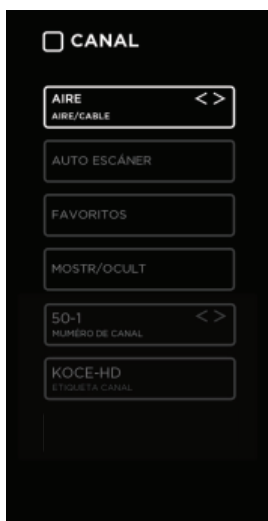 CANAL
AIRE < >
AIRE/CABLE
AUTO ESCÁNER
FAVORITOS
MOSTR/OCULT
50-1 < >
MUMÉRO DE CANAL
KOCE-HD
ETIQUETA CANAL